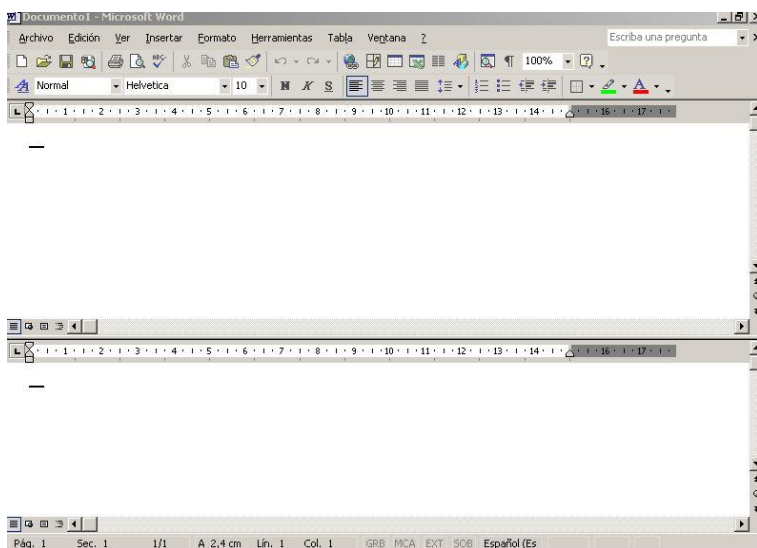 Documento1 - Microsoft Word
Archivo Edición Ver Insertar Formato Herramientas Tabla Ventana ? Escriba una pregunta
100%
Normal Helvetica 10 N K S
1 2 3 4 5 6 7 8 9 10 11 12 13 14 16 17
1 2 3 4 5 6 7 8 9 10 11 12 13 14 16 17
Pág. 1 Sec. 1 1/1 A 2,4 cm Lín. 1 Col. 1 GRB MCA EXT SOB Español (Es